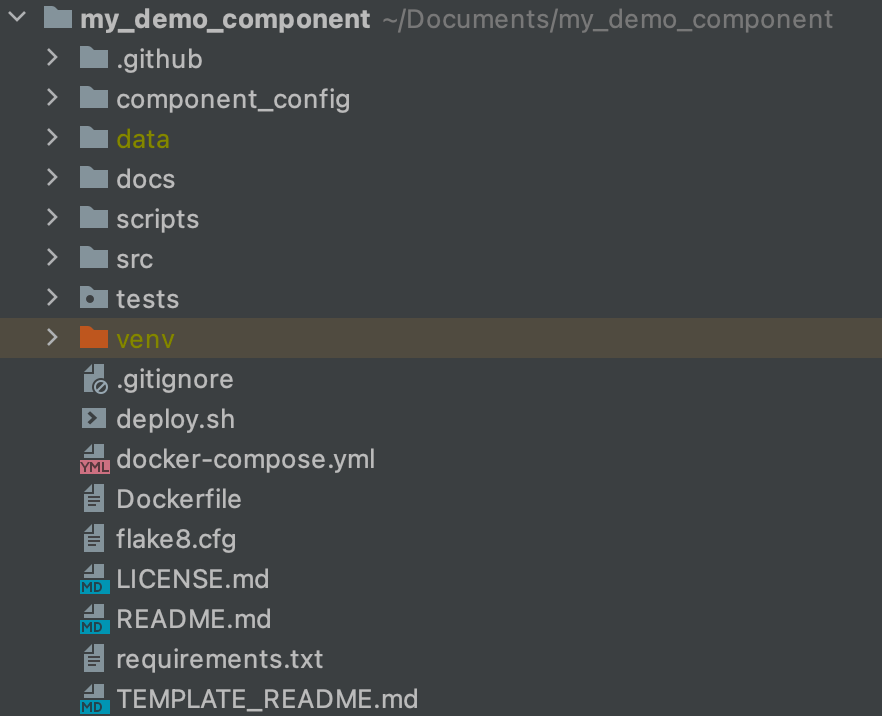 my_demo_component ~/Documents/my_demo_component
.github
component_config
data
docs
scripts
src
tests
venv
.gitignore
deploy.sh
YML docker-compose.yml
Dockerfile
flake8.cfg
MD LICENSE.md
MD README.md
requirements.txt
MD TEMPLATE_README.md